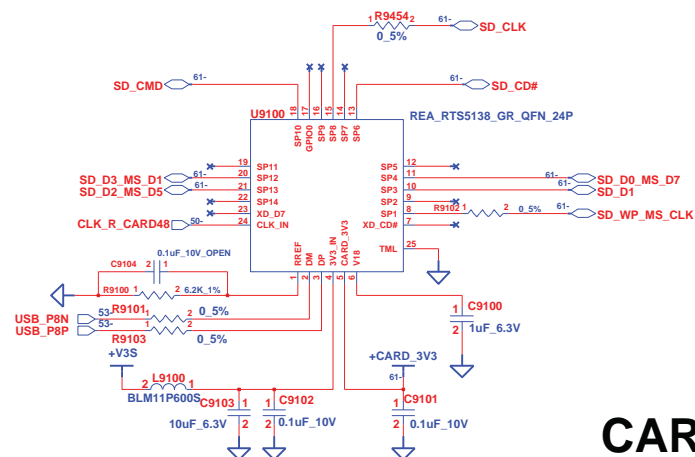 R9454
1
2
SD_CLK
61-
0_5%
SD_CMD
61-
61-
SD_CD#
U9100
REA_RTS5138_GR_QFN_24P
18
17
16
15
14
13
SP10
GPIO0
SP9
SP8
SP7
SP6
19
SP11
SP5
12
SD_D3_MS_D1
61-
20
SP12
SP4
11
61-
SD_D0_MS_D7
SD_D2_MS_D5
61-
21
SP13
SP3
10
61-
SD_D1
22
SP14
SP2
9
23
XD_D7
SP1
8
R9102
1
2
0_5%
61-
SD_WP_MS_CLK
CLK_R_CARD48
50-
24
CLK_IN
XD_CD#
7
TML
25
RREF
DM
DP
3V3_IN
CARD_3V3
V18
1
2
3
4
5
6
0.1uF_10V_OPEN
C9104
2
1
R9100
1
2
6.2K_1%
USB_P8N
53-
R9101
1
2
0_5%
USB_P8P
53-
1
2
R9103
0_5%
C9100
1
2
1uF_6.3V
+V3S
+CARD_3V3
61-
L9100
2
1
BLM11P600S
C9103
1
2
10uF_6.3V
C9102
1
2
0.1uF_10V
C9101
1
2
0.1uF_10V
CAR